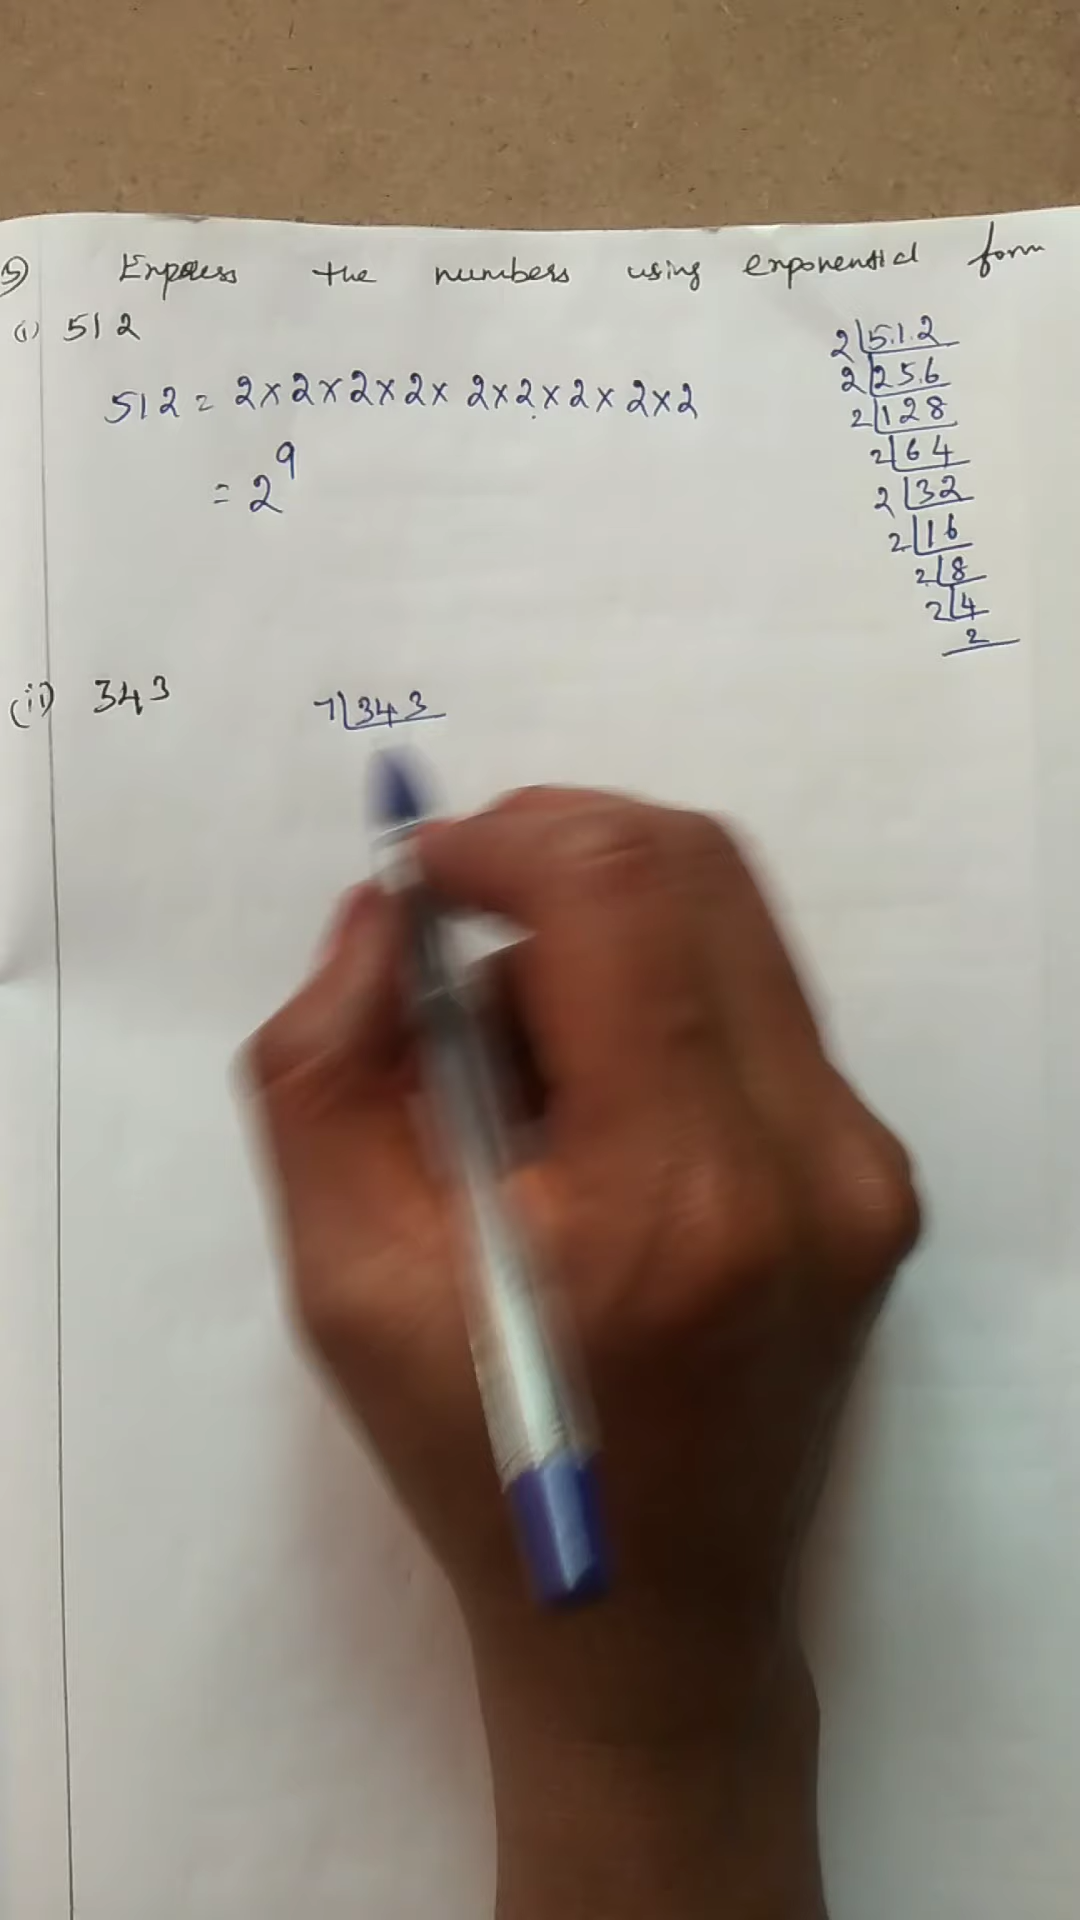 5) Express the numbers using exponential form
(i) 512
512 = 2×2×2×2×2×2×2×2×2
= 2⁹
2|512
2|256
2|128
2|64
2|32
2|16
2|8
2|4
2
(ii) 343
7|343